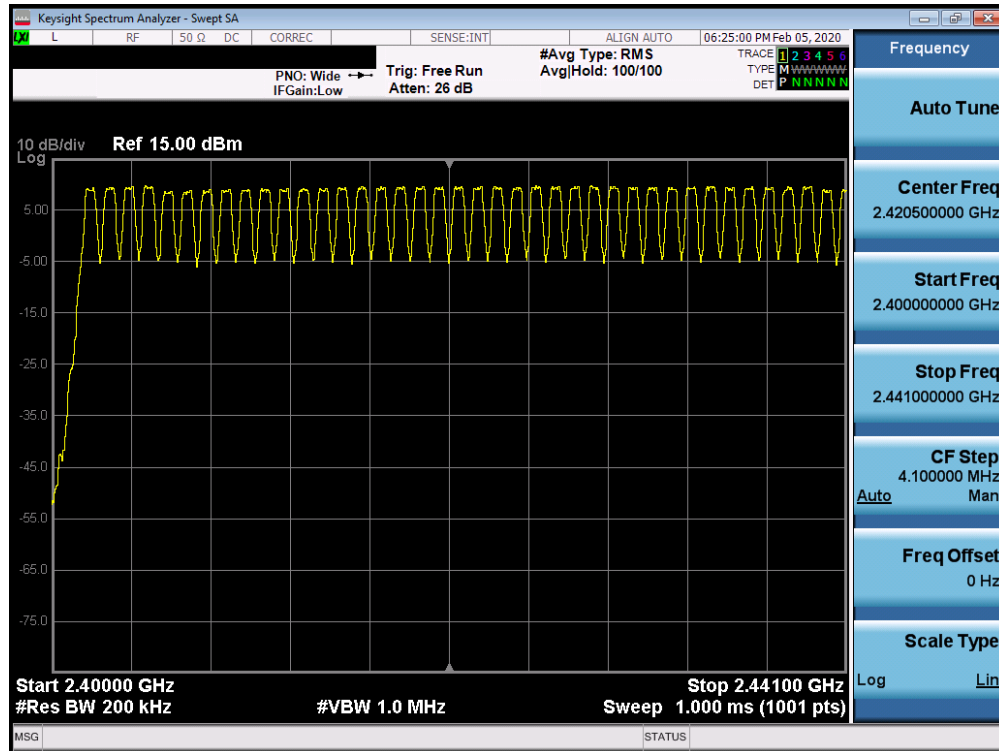 Keysight Spectrum Analyzer - Swept SA
LXI L RF 50 Ω DC CORREC SENSE:INT ALIGN AUTO 06:25:00 PM Feb 05, 2020
#Avg Type: RMS TRACE 1 2 3 4 5 6
PNO: Wide Trig: Free Run Avg|Hold: 100/100 TYPE M WWWWW
IFGain:Low Atten: 26 dB DET P N N N N N
10 dB/div Ref 15.00 dBm
Log
5.00
-5.00
-15.0
-25.0
-35.0
-45.0
-55.0
-65.0
-75.0
Start 2.40000 GHz Stop 2.44100 GHz
#Res BW 200 kHz #VBW 1.0 MHz Sweep 1.000 ms (1001 pts)
MSG STATUS
Frequency
Auto Tune
Center Freq
2.420500000 GHz
Start Freq
2.400000000 GHz
Stop Freq
2.441000000 GHz
CF Step
4.100000 MHz
Auto Man
Freq Offset
0 Hz
Scale Type
Log Lin